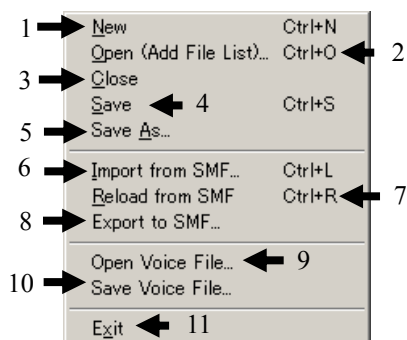 1 New Ctrl+N
Open (Add File List)... Ctrl+O 2
3 Close
Save 4 Ctrl+S
5 Save As...
6 Import from SMF... Ctrl+L
Reload from SMF Ctrl+R 7
8 Export to SMF...
Open Voice File... 9
10 Save Voice File...
Exit 11